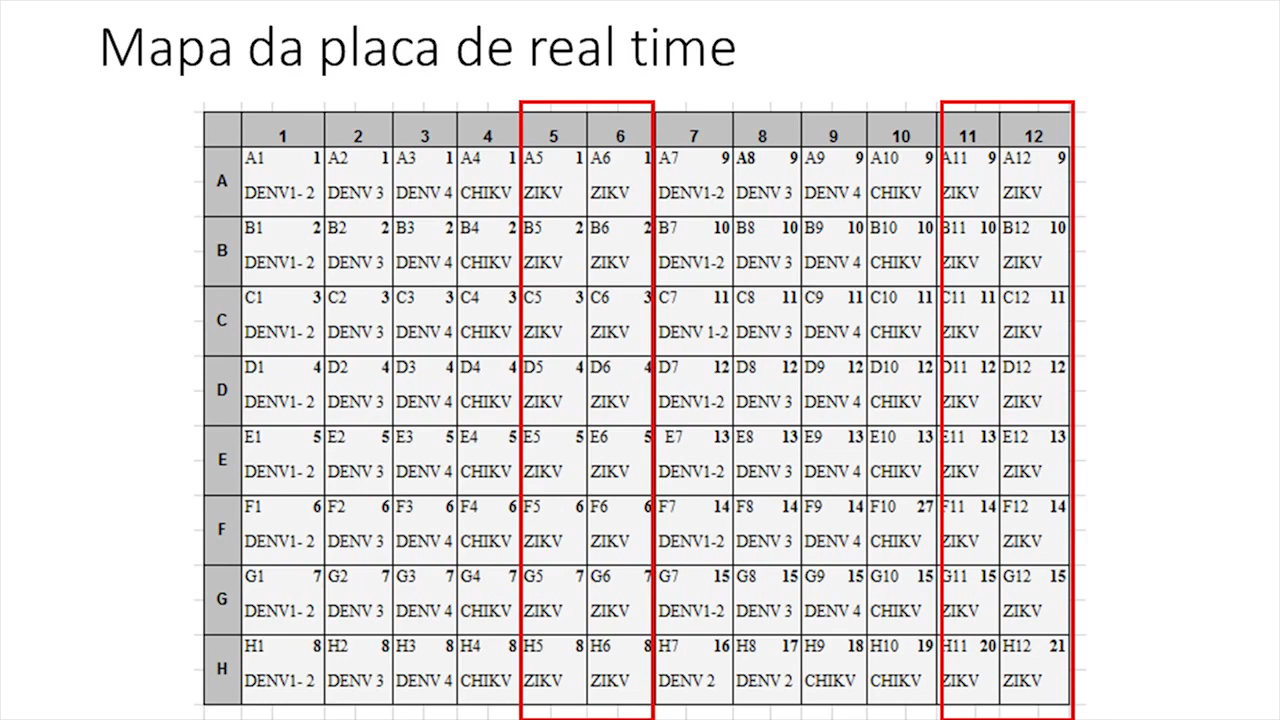 Mapa da placa de real time
1 2 3 4 5 6 7 8 9 10 11 12
A1 1 A2 1 A3 1 A4 1 A5 1 A6 1 A7 9 A8 9 A9 9 A10 9 A11 9 A12 9
A
DENV1- 2 DENV 3 DENV 4 CHIKV ZIKV ZIKV DENV1-2 DENV 3 DENV 4 CHIKV ZIKV ZIKV
B1 2 B2 2 B3 2 B4 2 B5 2 B6 2 B7 10 B8 10 B9 10 B10 10 B11 10 B12 10
B
DENV1- 2 DENV 3 DENV 4 CHIKV ZIKV ZIKV DENV1-2 DENV 3 DENV 4 CHIKV ZIKV ZIKV
C1 3 C2 3 C3 3 C4 3 C5 3 C6 3 C7 11 C8 11 C9 11 C10 11 C11 11 C12 11
C
DENV1- 2 DENV 3 DENV 4 CHIKV ZIKV ZIKV DENV 1-2 DENV 3 DENV 4 CHIKV ZIKV ZIKV
D1 4 D2 4 D3 4 D4 4 D5 4 D6 4 D7 12 D8 12 D9 12 D10 12 D11 12 D12 12
D
DENV1- 2 DENV 3 DENV 4 CHIKV ZIKV ZIKV DENV1-2 DENV 3 DENV 4 CHIKV ZIKV ZIKV
E1 5 E2 5 E3 5 E4 5 E5 5 E6 5 E7 13 E8 13 E9 13 E10 13 E11 13 E12 13
E
DENV1- 2 DENV 3 DENV 4 CHIKV ZIKV ZIKV DENV1-2 DENV 3 DENV 4 CHIKV ZIKV ZIKV
F1 6 F2 6 F3 6 F4 6 F5 6 F6 6 F7 14 F8 14 F9 14 F10 27 F11 14 F12 14
F
DENV1- 2 DENV 3 DENV 4 CHIKV ZIKV ZIKV DENV1-2 DENV 3 DENV 4 CHIKV ZIKV ZIKV
G1 7 G2 7 G3 7 G4 7 G5 7 G6 7 G7 15 G8 15 G9 15 G10 15 G11 15 G12 15
G
DENV1- 2 DENV 3 DENV 4 CHIKV ZIKV ZIKV DENV1-2 DENV 3 DENV 4 CHIKV ZIKV ZIKV
H1 8 H2 8 H3 8 H4 8 H5 8 H6 8 H7 16 H8 17 H9 18 H10 19 H11 20 H12 21
H
DENV1- 2 DENV 3 DENV 4 CHIKV ZIKV ZIKV DENV 2 DENV 2 CHIKV CHIKV ZIKV ZIKV